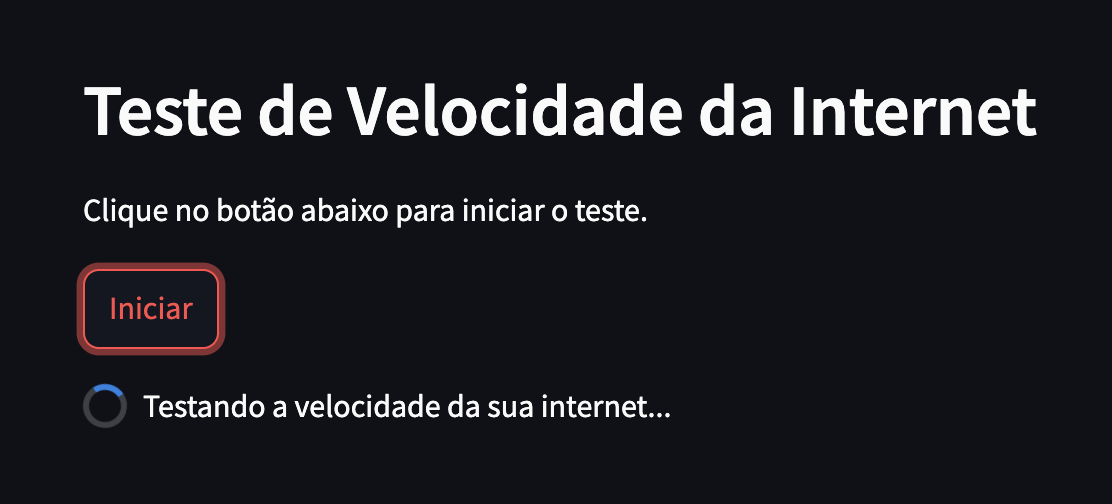 Teste de Velocidade da Internet
Clique no botão abaixo para iniciar o teste.
Iniciar
Testando a velocidade da sua internet...